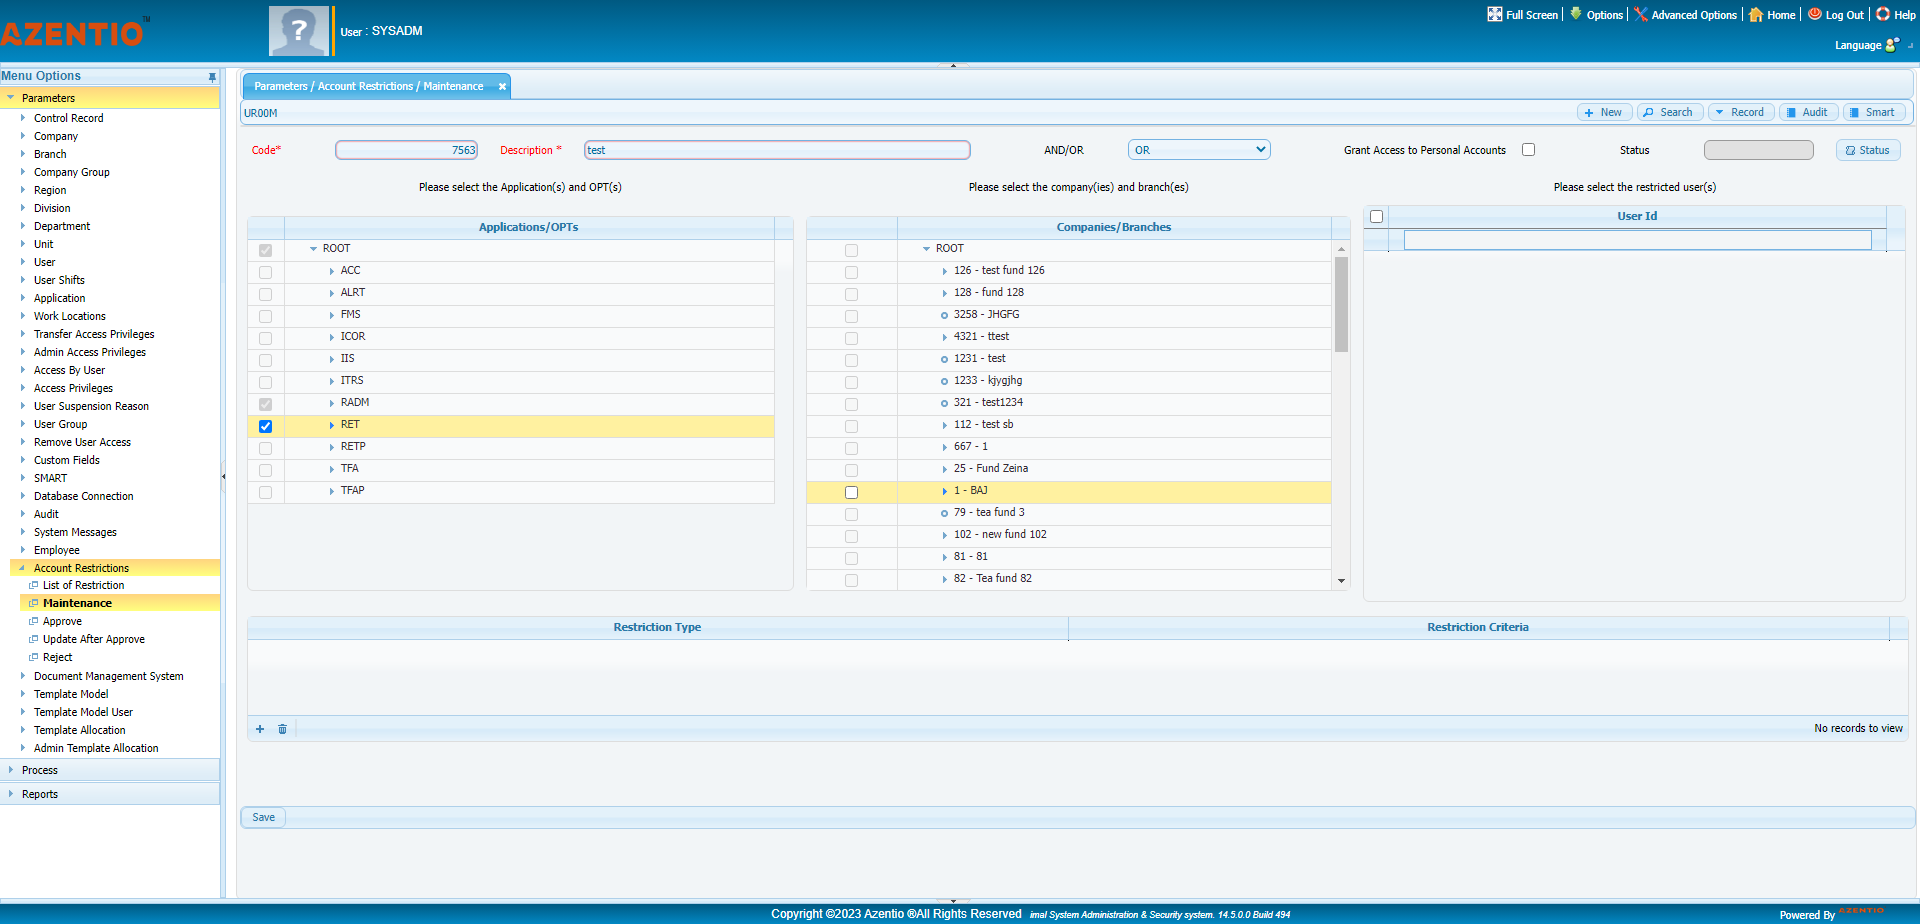 AZENTIO™
User : SYSADM
Full Screen
Options
Advanced Options
Home
Log Out
Help
Language
Menu Options
Parameters
Control Record
Company
Branch
Company Group
Region
Division
Department
Unit
User
User Shifts
Application
Work Locations
Transfer Access Privileges
Admin Access Privileges
Access By User
Access Privileges
User Suspension Reason
User Group
Remove User Access
Custom Fields
SMART
Database Connection
Audit
System Messages
Employee
Account Restrictions
List of Restriction
Maintenance
Approve
Update After Approve
Reject
Document Management System
Template Model
Template Model User
Template Allocation
Admin Template Allocation
Process
Reports
Parameters / Account Restrictions / Maintenance
UR00M
New
Search
Record
Audit
Smart
Code*
7563
Description *
test
AND/OR
OR
Grant Access to Personal Accounts
Status
Status
Please select the Application(s) and OPT(s)
Please select the company(ies) and branch(es)
Please select the restricted user(s)
Applications/OPTs
ROOT
ACC
ALRT
FMS
ICOR
IIS
ITRS
RADM
RET
RETP
TFA
TFAP
Companies/Branches
ROOT
126 - test fund 126
128 - fund 128
3258 - JHGFG
4321 - ttest
1231 - test
1233 - kjygjhg
321 - test1234
112 - test sb
667 - 1
25 - Fund Zeina
1 - BAJ
79 - tea fund 3
102 - new fund 102
81 - 81
82 - Tea fund 82
User Id
Restriction Type
Restriction Criteria
No records to view
Save
Copyright ©2023 Azentio ®All Rights Reserved imal System Administration & Security system. 14.5.0.0 Build 494
Powered By AZENTIO